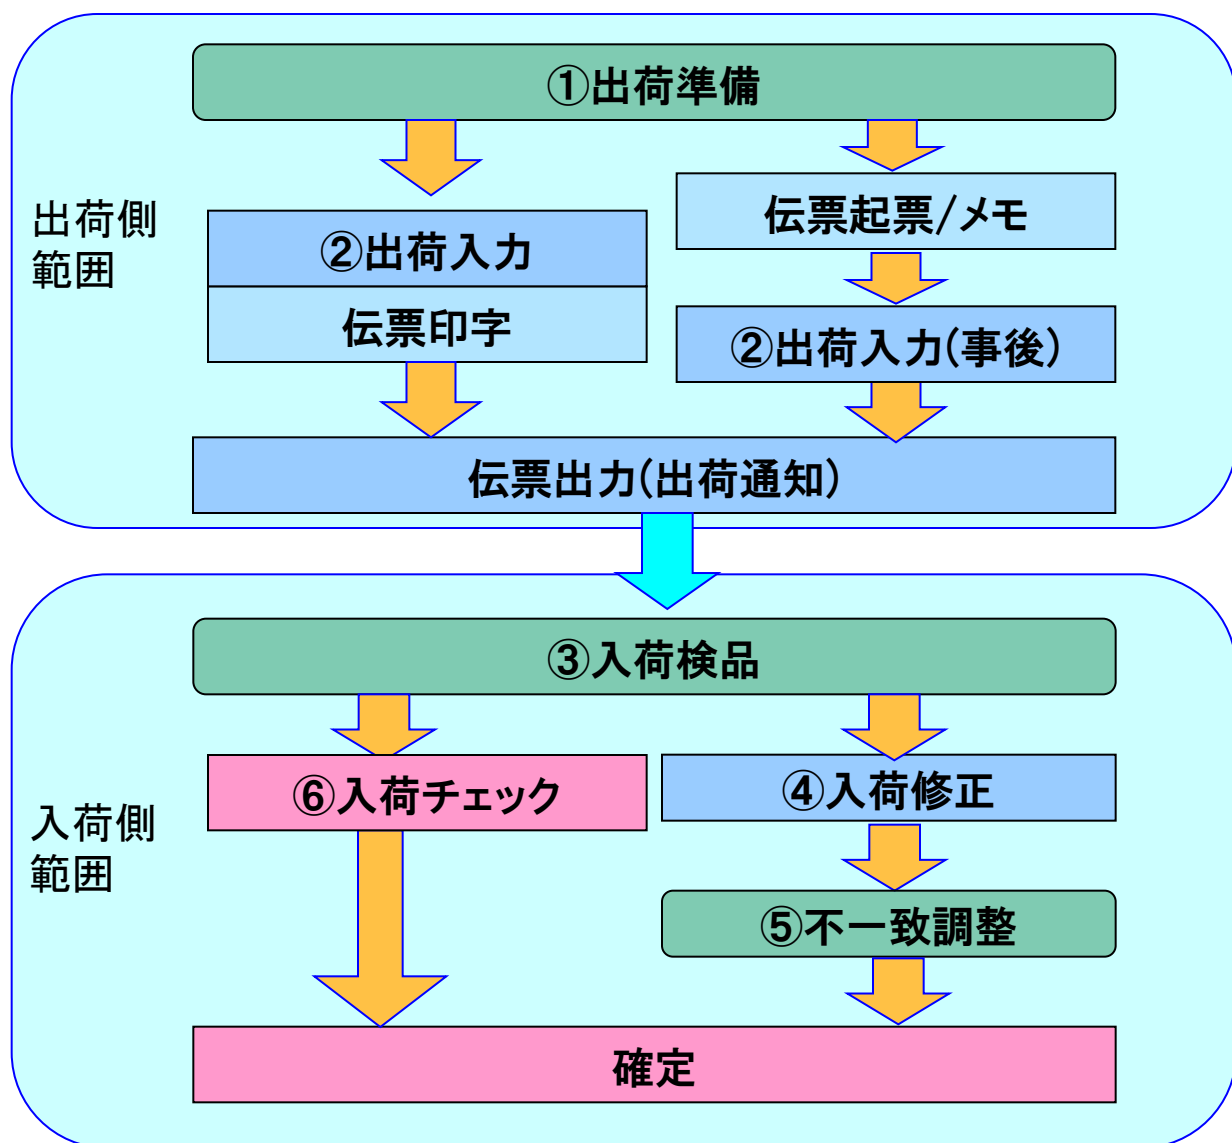 ①出荷準備
出荷側
範囲
伝票起票/メモ
②出荷入力
伝票印字
②出荷入力(事後)
伝票出力(出荷通知)
③入荷検品
入荷側
範囲
⑥入荷チェック
④入荷修正
⑤不一致調整
確定